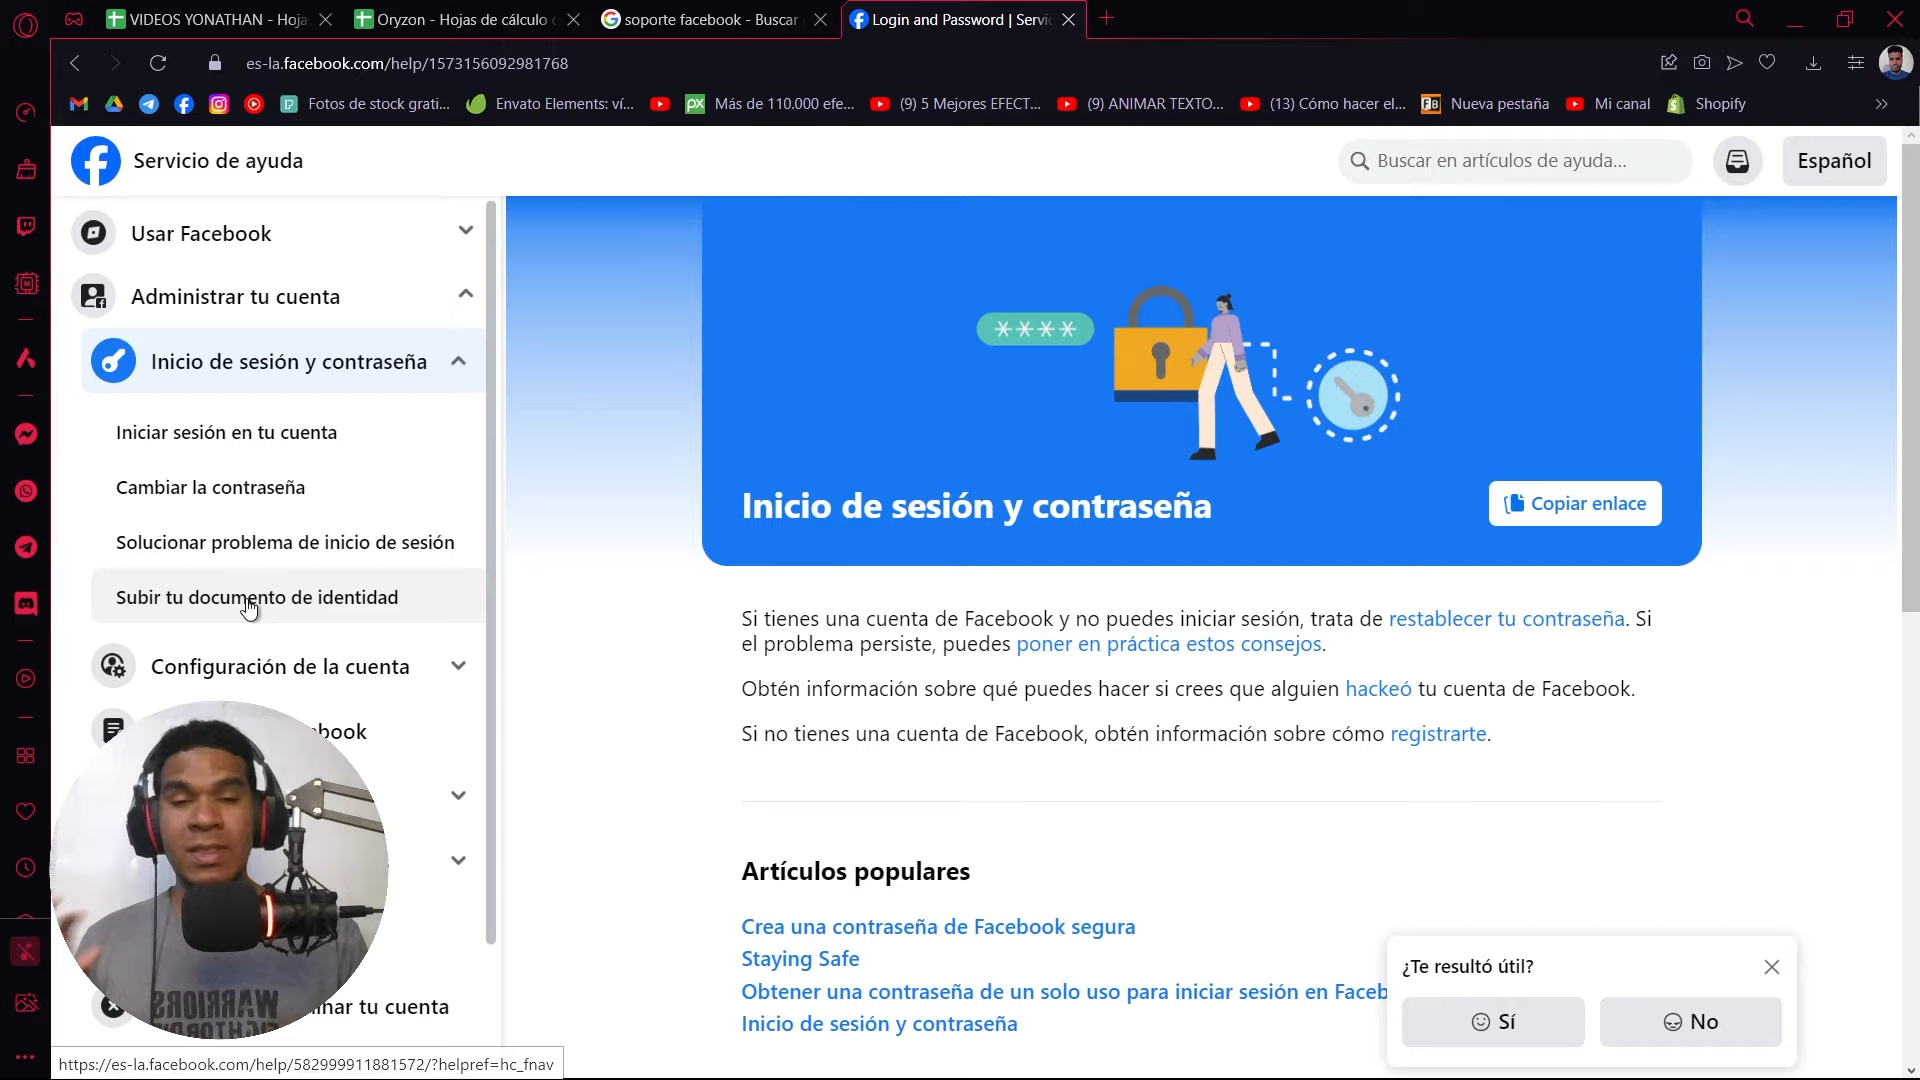 VIDEOS YONATHAN - Hoja
Oryzon - Hojas de cálculo
soporte facebook - Buscar
Login and Password | Servi
es-la.facebook.com/help/1573156092981768
Fotos de stock grati...
Envato Elements: ví...
Más de 110.000 efe...
(9) 5 Mejores EFECT...
(9) ANIMAR TEXTO...
(13) Cómo hacer el...
Nueva pestaña
Mi canal
Shopify
Servicio de ayuda
Buscar en artículos de ayuda...
Español
Usar Facebook
Administrar tu cuenta
Inicio de sesión y contraseña
Iniciar sesión en tu cuenta
Cambiar la contraseña
Solucionar problema de inicio de sesión
Subir tu documento de identidad
Configuración de la cuenta
book
nar tu cuenta
WARRIORS
https://es-la.facebook.com/help/582999911881572/?helpref=hc_fnav
****
Inicio de sesión y contraseña
Copiar enlace
Si tienes una cuenta de Facebook y no puedes iniciar sesión, trata de restablecer tu contraseña. Si
el problema persiste, puedes poner en práctica estos consejos.
Obtén información sobre qué puedes hacer si crees que alguien hackeó tu cuenta de Facebook.
Si no tienes una cuenta de Facebook, obtén información sobre cómo registrarte.
Artículos populares
Crea una contraseña de Facebook segura
Staying Safe
Obtener una contraseña de un solo uso para iniciar sesión en Faceb
Inicio de sesión y contraseña
¿Te resultó útil?
Sí
No